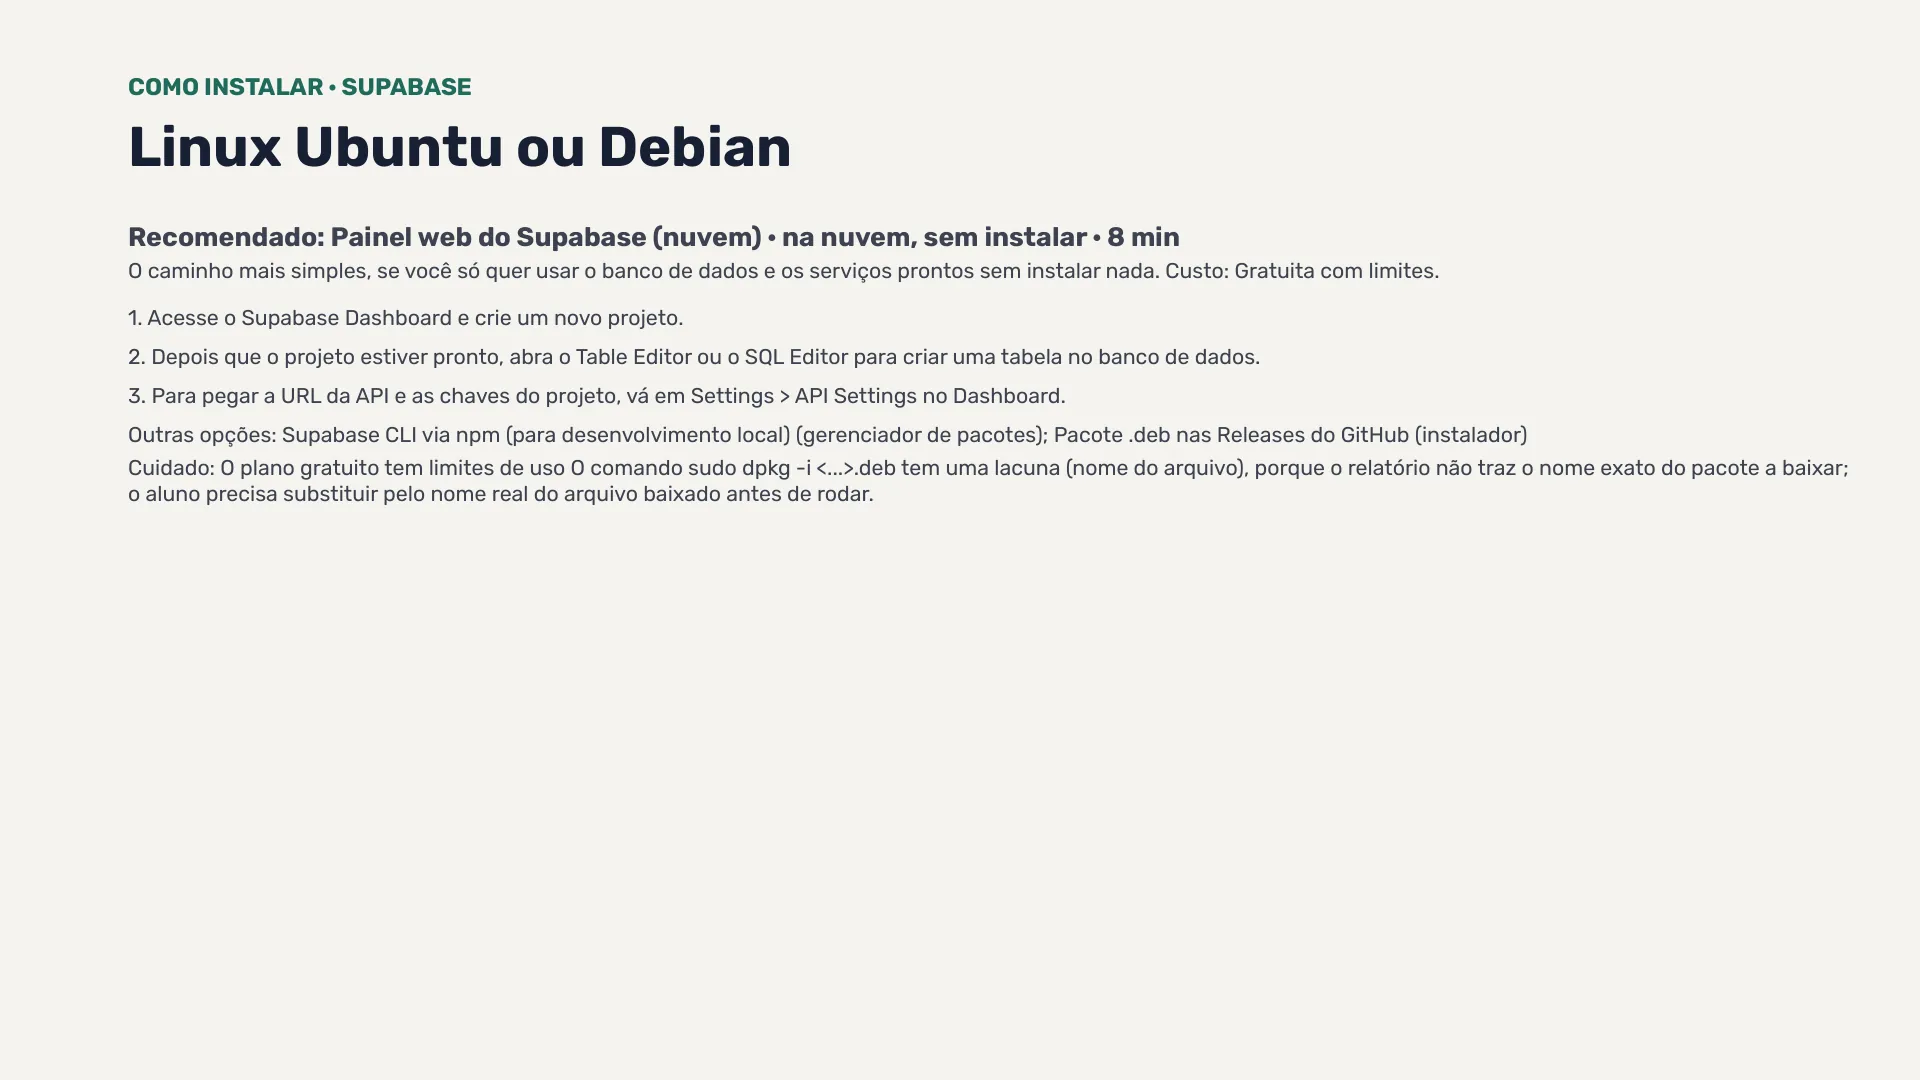 COMO INSTALAR • SUPABASE
Linux Ubuntu ou Debian
Recomendado: Painel web do Supabase (nuvem) • na nuvem, sem instalar • 8 min
O caminho mais simples, se você só quer usar o banco de dados e os serviços prontos sem instalar nada. Custo: Gratuita com limites.
1. Acesse o Supabase Dashboard e crie um novo projeto.
2. Depois que o projeto estiver pronto, abra o Table Editor ou o SQL Editor para criar uma tabela no banco de dados.
3. Para pegar a URL da API e as chaves do projeto, vá em Settings > API Settings no Dashboard.
Outras opções: Supabase CLI via npm (para desenvolvimento local) (gerenciador de pacotes); Pacote .deb nas Releases do GitHub (instalador)
Cuidado: O plano gratuito tem limites de uso O comando sudo dpkg -i <...>.deb tem uma lacuna (nome do arquivo), porque o relatório não traz o nome exato do pacote a baixar;
o aluno precisa substituir pelo nome real do arquivo baixado antes de rodar.